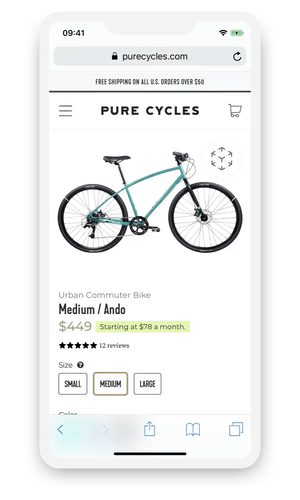 09:41
purecycles.com
FREE SHIPPING ON ALL U.S. ORDERS OVER $50
PURE CYCLES
Urban Commuter Bike
Medium / Ando
$449 Starting at $78 a month.
12 reviews
Size ?
SMALL MEDIUM LARGE
Color